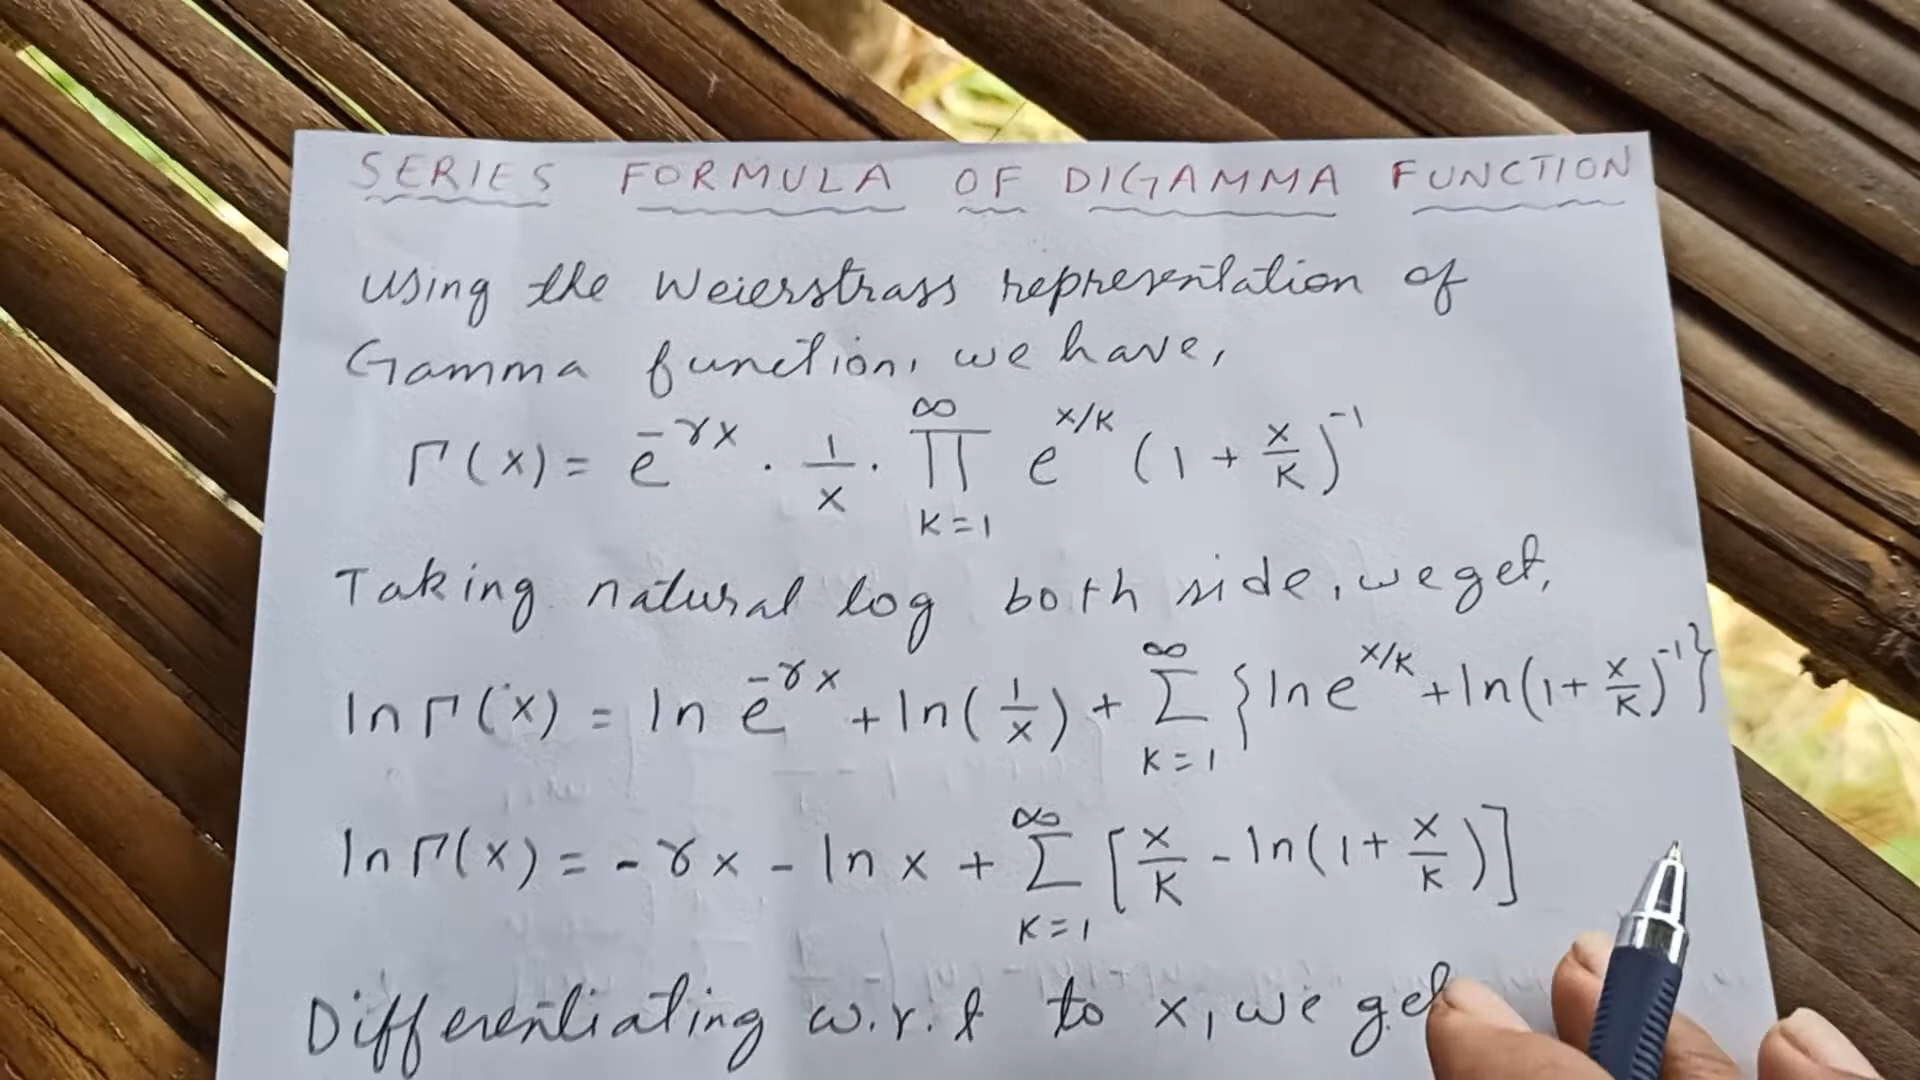 SERIES FORMULA OF DIGAMMA FUNCTION
Using the Weierstrass representation of
Gamma function, we have,
Γ(x) = e^{-γx} · 1/x · ∏_{k=1}^{∞} e^{x/k} (1 + x/k)^{-1}
Taking natural log both side, we get,
ln Γ(x) = ln e^{-γx} + ln(1/x) + ∑_{k=1}^{∞} {ln e^{x/k} + ln(1 + x/k)^{-1}}
ln Γ(x) = -γx - ln x + ∑_{k=1}^{∞} [x/k - ln(1 + x/k)]
Differentiating w.r.t to x, we get